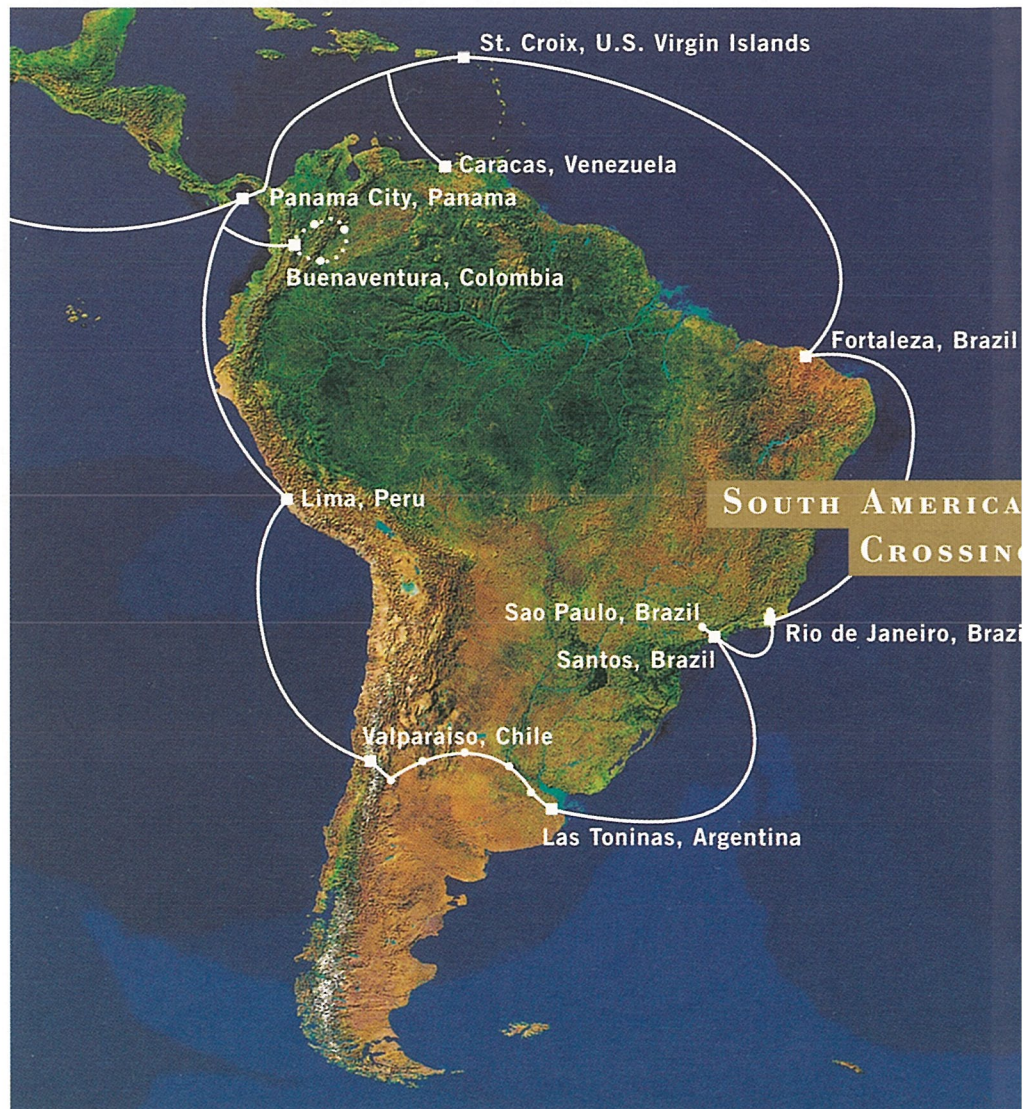 St. Croix, U.S. Virgin Islands
Caracas, Venezuela
Panama City, Panama
Buenaventura, Colombia
Fortaleza, Brazil
Lima, Peru
SOUTH AMERICA
CROSSING
Sao Paulo, Brazil
Rio de Janeiro, Brazi
Santos, Brazil
Valparaiso, Chile
Las Toninas, Argentina